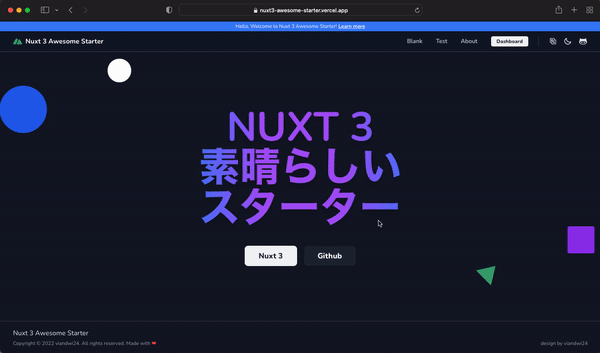 nuxt3-awesome-starter.vercel.app
Hello, Welcome to Nuxt 3 Awesome Starter! Learn more
Nuxt 3 Awesome Starter Blank Test About Dashboard
NUXT 3
素晴らしい
スターター
Nuxt 3 Github
Nuxt 3 Awesome Starter
Copyright © 2022 viandwi24. All rights reserved. Made with ❤ design by viandwi24